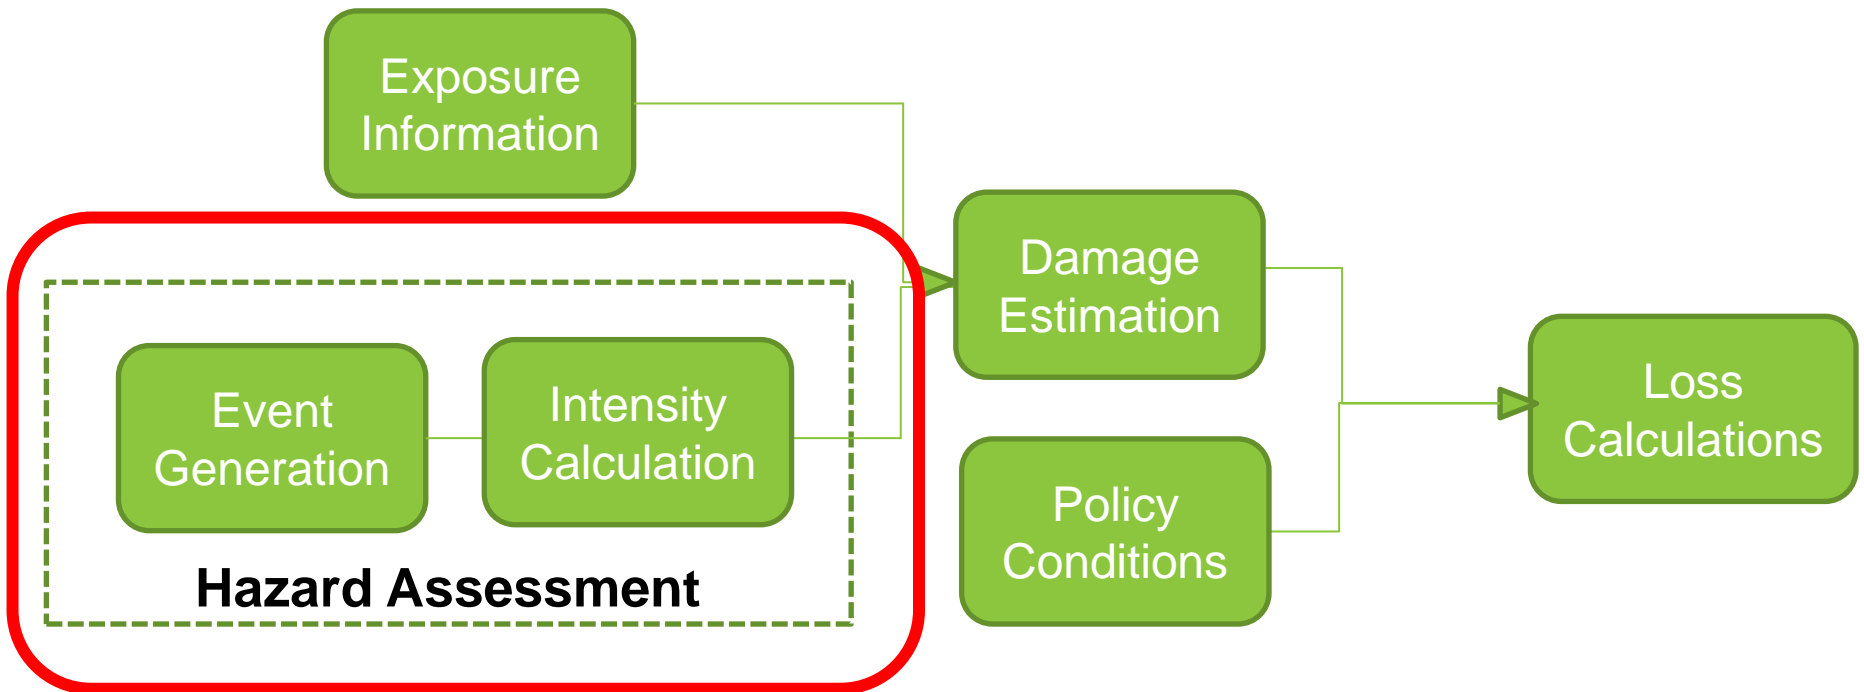 Exposure
Information
Damage
Estimation
Event
Generation
Intensity
Calculation
Hazard Assessment
Policy
Conditions
Loss
Calculations